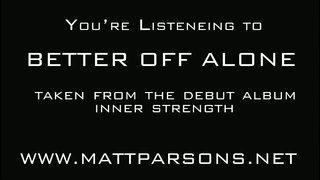 You're Listeneing to
BETTER OFF ALONE
TAKEN FROM THE DEBUT ALBUM
INNER STRENGTH
WWW.MATTPARSONS.NET